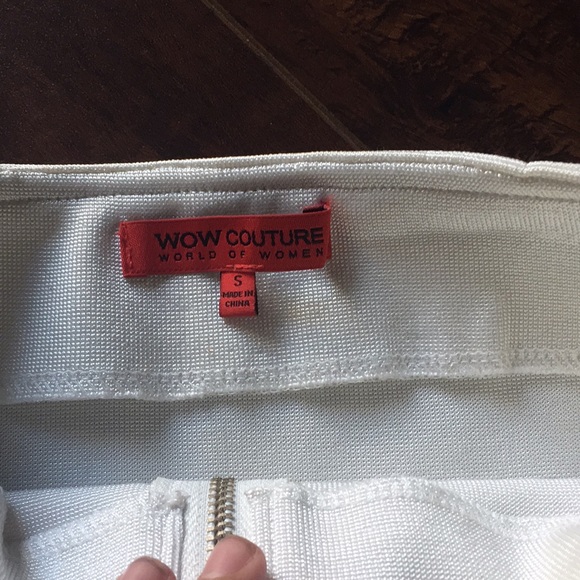 WOW COUTURE
WORLD OF WOMEN
S
MADE IN
CHINA